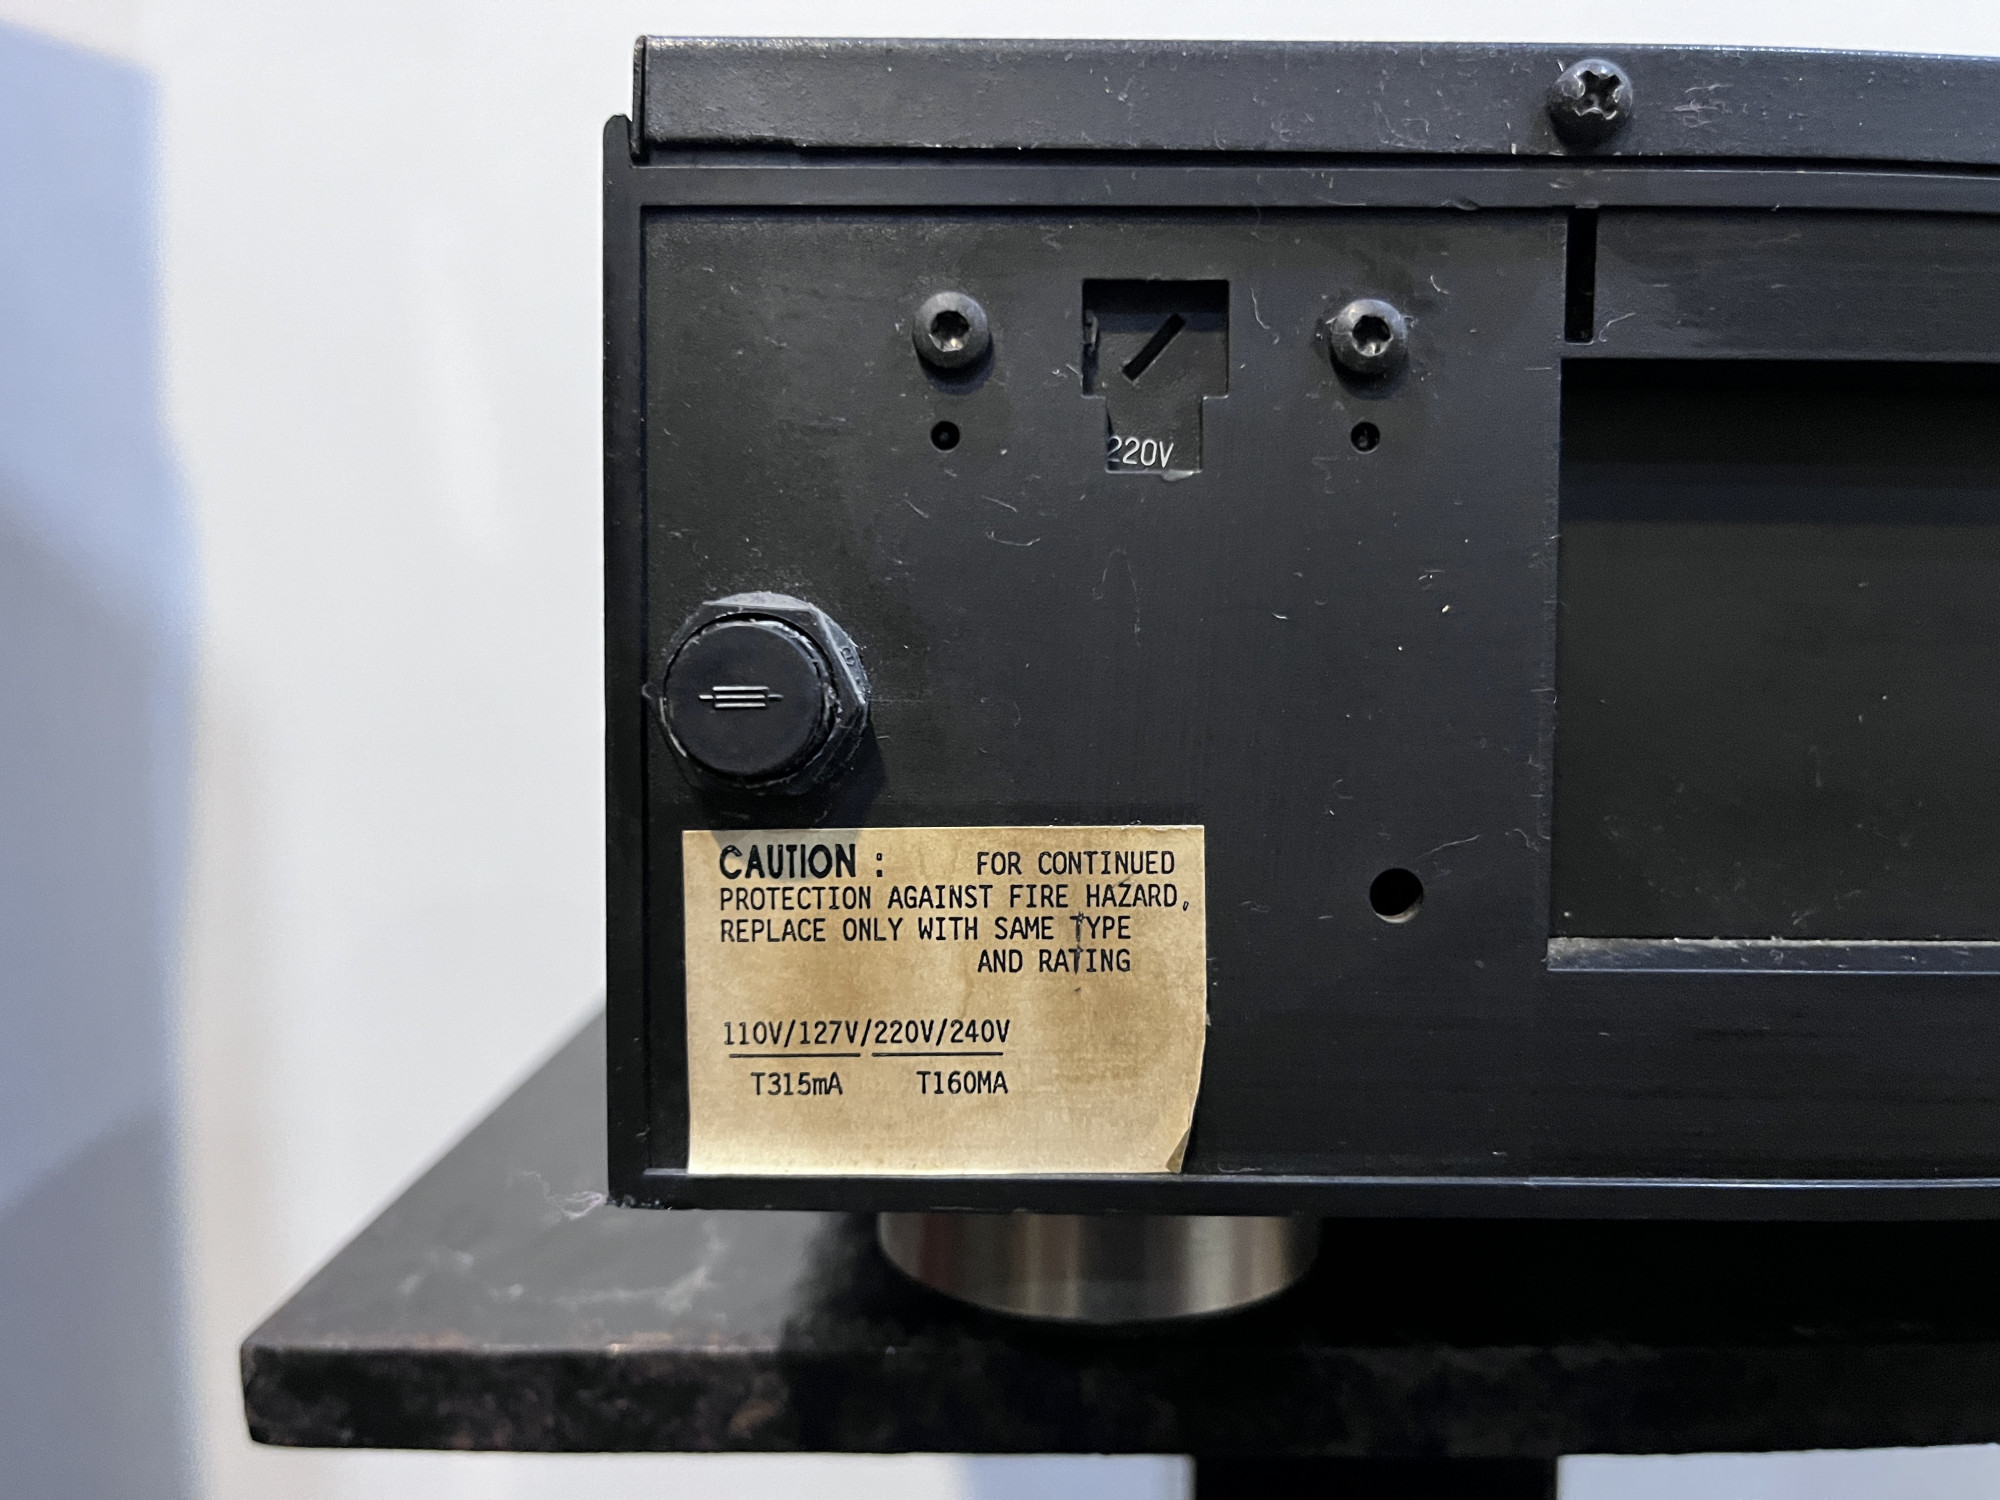 220V
CAUTION : FOR CONTINUED
PROTECTION AGAINST FIRE HAZARD,
REPLACE ONLY WITH SAME TYPE
AND RATING
110V/127V/220V/240V
T315mA T160MA